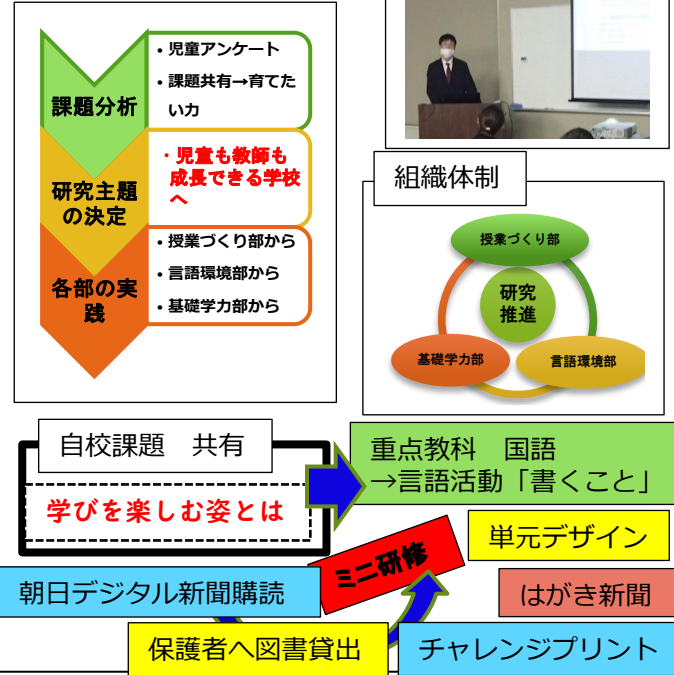 課題分析
・児童アンケート
・課題共有→育てた
い力
研究主題
の決定
・児童も教師も
成長できる学校
へ
各部の実
践
・授業づくり部から
・言語環境部から
・基礎学力部から
組織体制
授業づくり部
研究
推進
基礎学力部
言語環境部
自校課題　共有
学びを楽しむ姿とは
重点教科　国語
→言語活動「書くこと」
ミニ研修
単元デザイン
朝日デジタル新聞購読
はがき新聞
保護者へ図書貸出
チャレンジプリント